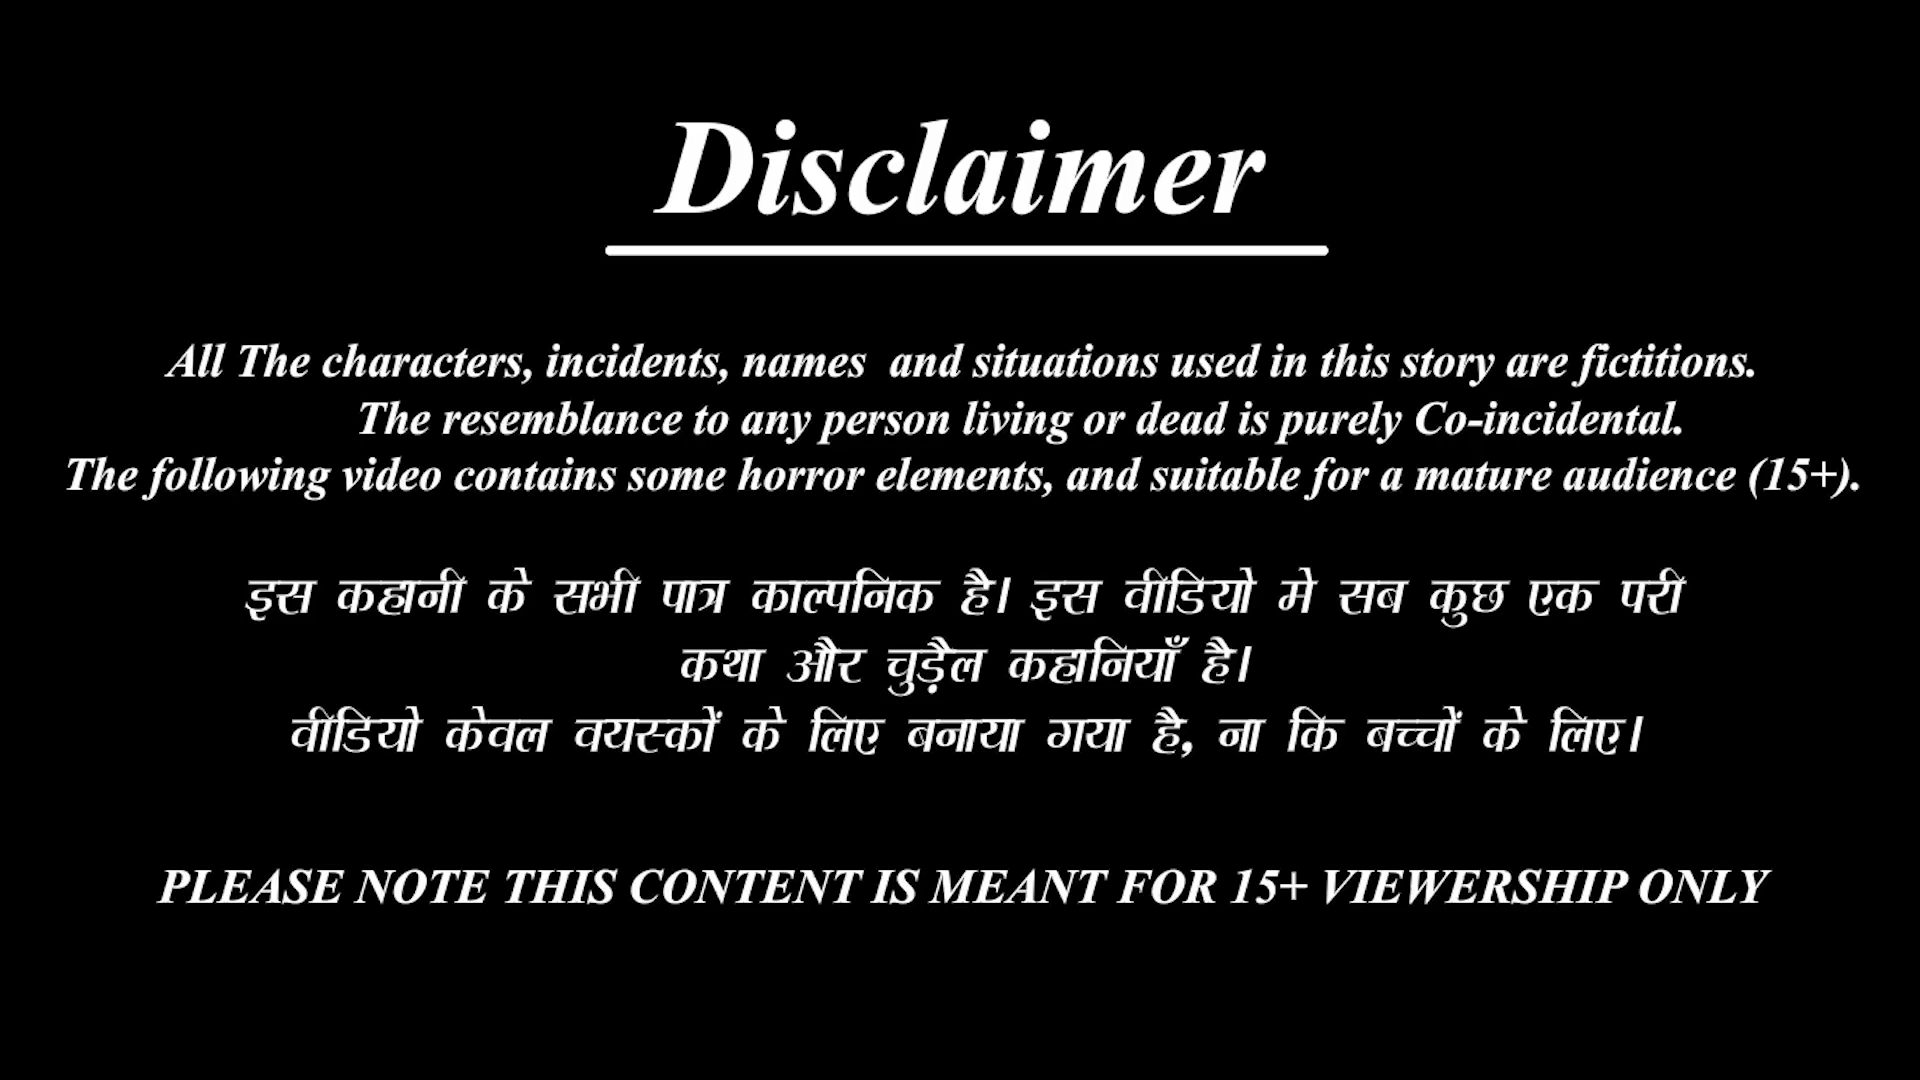 Disclaimer
All The characters, incidents, names and situations used in this story are fictitions.
The resemblance to any person living or dead is purely Co-incidental.
The following video contains some horror elements, and suitable for a mature audience (15+).
इस कहानी के सभी पात्र काल्पनिक है। इस वीडियो मे सब कुछ एक परी
कथा और चुड़ैल कहानियाँ है।
वीडियो केवल वयस्कों के लिए बनाया गया है, ना कि बच्चों के लिए।
PLEASE NOTE THIS CONTENT IS MEANT FOR 15+ VIEWERSHIP ONLY